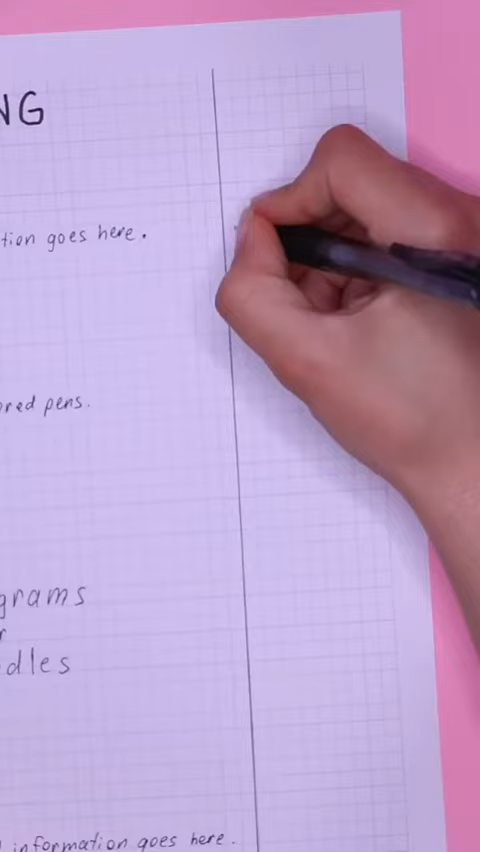 NG
tion goes here.
ored pens.
grams
r
dles
information goes here.